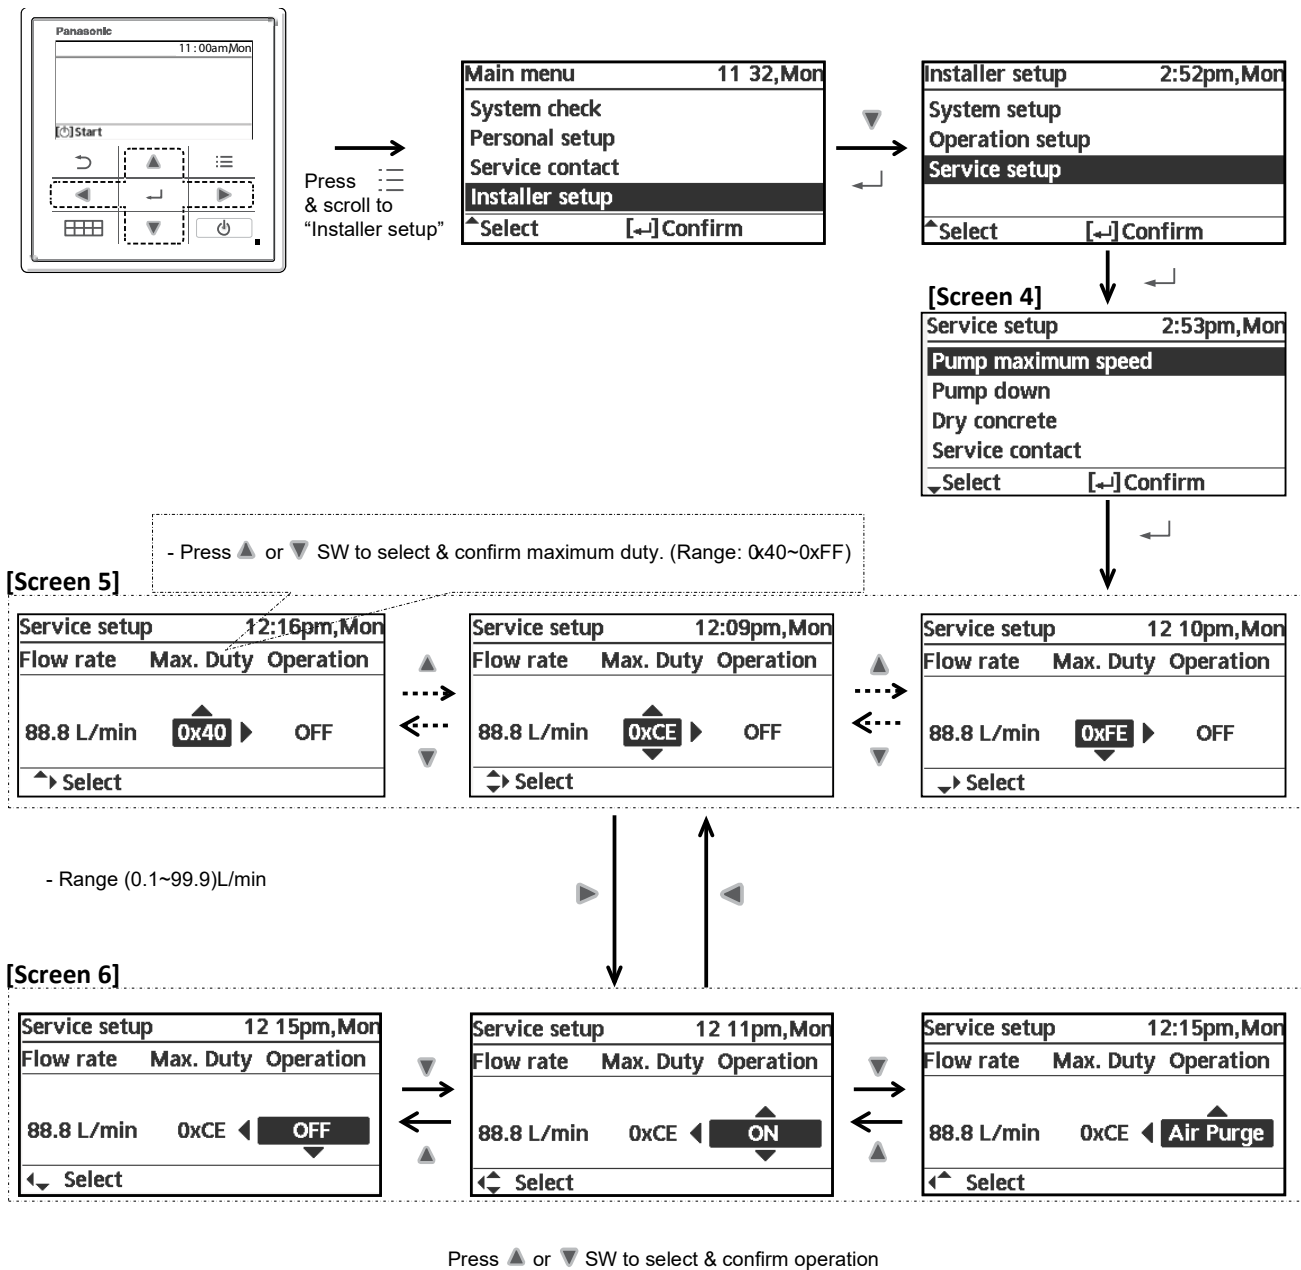 Panasonic
11:00am,Mon
[⏻]Start
Press
& scroll to
“Installer setup”
Main menu 11 32,Mon
System check
Personal setup
Service contact
Installer setup
Select [↵]Confirm
Installer setup 2:52pm,Mon
System setup
Operation setup
Service setup
Select [↵]Confirm
[Screen 4]
Service setup 2:53pm,Mon
Pump maximum speed
Pump down
Dry concrete
Service contact
Select [↵]Confirm
- Press ▲ or ▼ SW to select & confirm maximum duty. (Range: 0x40~0xFF)
[Screen 5]
Service setup 12:16pm,Mon
Flow rate Max. Duty Operation
88.8 L/min 0x40 OFF
Select
Service setup 12:09pm,Mon
Flow rate Max. Duty Operation
88.8 L/min 0xCE OFF
Select
Service setup 12 10pm,Mon
Flow rate Max. Duty Operation
88.8 L/min 0xFE OFF
Select
- Range (0.1~99.9)L/min
[Screen 6]
Service setup 12 15pm,Mon
Flow rate Max. Duty Operation
88.8 L/min 0xCE OFF
Select
Service setup 12 11pm,Mon
Flow rate Max. Duty Operation
88.8 L/min 0xCE ON
Select
Service setup 12:15pm,Mon
Flow rate Max. Duty Operation
88.8 L/min 0xCE Air Purge
Select
Press ▲ or ▼ SW to select & confirm operation